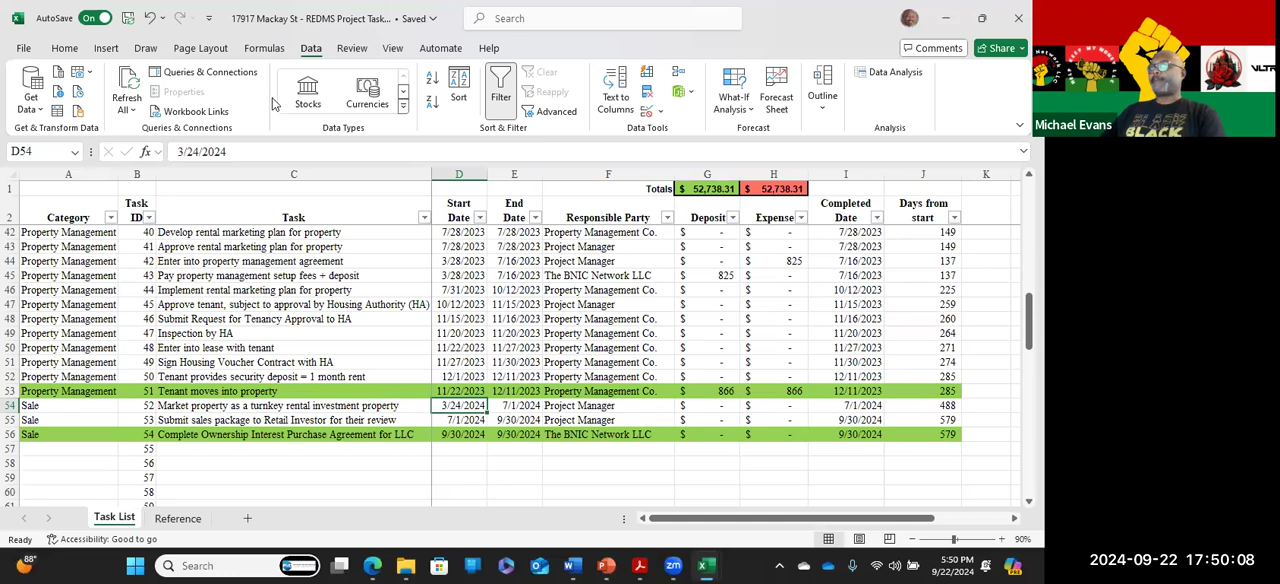 AutoSave On 17917 Mackay St - REDMS Project Task... • Saved Search
File Home Insert Draw Page Layout Formulas Data Review View Automate Help Comments Share
Get Data Refresh All Queries & Connections Properties Workbook Links Stocks Currencies Sort Filter Clear Reapply Advanced Text to Columns What-If Analysis Forecast Sheet Outline Data Analysis
Get & Transform Data Queries & Connections Data Types Sort & Filter Data Tools Forecast Analysis
Michael Evans
D54 fx 3/24/2024
A B C D E F G H I J K
1 Totals $ 52,738.31 $ 52,738.31
2 Category Task ID Task Start Date End Date Responsible Party Deposit Expense Completed Date Days from start
42 Property Management 40 Develop rental marketing plan for property 7/28/2023 7/28/2023 Property Management Co. $ - $ - 7/28/2023 149
43 Property Management 41 Approve rental marketing plan for property 7/28/2023 7/28/2023 Project Manager $ - $ - 7/28/2023 149
44 Property Management 42 Enter into property management agreement 3/28/2023 7/16/2023 Project Manager $ - $ 825 7/16/2023 137
45 Property Management 43 Pay property management setup fees + deposit 3/28/2023 7/16/2023 The BNIC Network LLC $ 825 $ - 7/16/2023 137
46 Property Management 44 Implement rental marketing plan for property 7/31/2023 10/12/2023 Property Management Co. $ - $ - 10/12/2023 225
47 Property Management 45 Approve tenant, subject to approval by Housing Authority (HA) 10/12/2023 11/15/2023 Project Manager $ - $ - 11/15/2023 259
48 Property Management 46 Submit Request for Tenancy Approval to HA 11/15/2023 11/16/2023 Property Management Co. $ - $ - 11/16/2023 260
49 Property Management 47 Inspection by HA 11/20/2023 11/20/2023 Property Management Co. $ - $ - 11/20/2023 264
50 Property Management 48 Enter into lease with tenant 11/22/2023 11/27/2023 Property Management Co. $ - $ - 11/27/2023 271
51 Property Management 49 Sign Housing Voucher Contract with HA 11/27/2023 11/30/2023 Property Management Co. $ - $ - 11/30/2023 274
52 Property Management 50 Tenant provides security deposit = 1 month rent 12/1/2023 12/11/2023 Property Management Co. $ - $ - 12/11/2023 285
53 Property Management 51 Tenant moves into property 11/22/2023 12/11/2023 Property Management Co. $ 866 $ 866 12/11/2023 285
54 Sale 52 Market property as a turnkey rental investment property 3/24/2024 7/1/2024 Project Manager $ - $ - 7/1/2024 488
55 Sale 53 Submit sales package to Retail Investor for their review 7/1/2024 9/30/2024 Project Manager $ - $ - 9/30/2024 579
56 Sale 54 Complete Ownership Interest Purchase Agreement for LLC 9/30/2024 9/30/2024 The BNIC Network LLC $ - $ - 9/30/2024 579
57 55
58 56
59 57
60 58
Task List Reference
Ready Accessibility: Good to go 90%
88° Search 5:50 PM
9/22/2024
2024-09-22 17:50:08